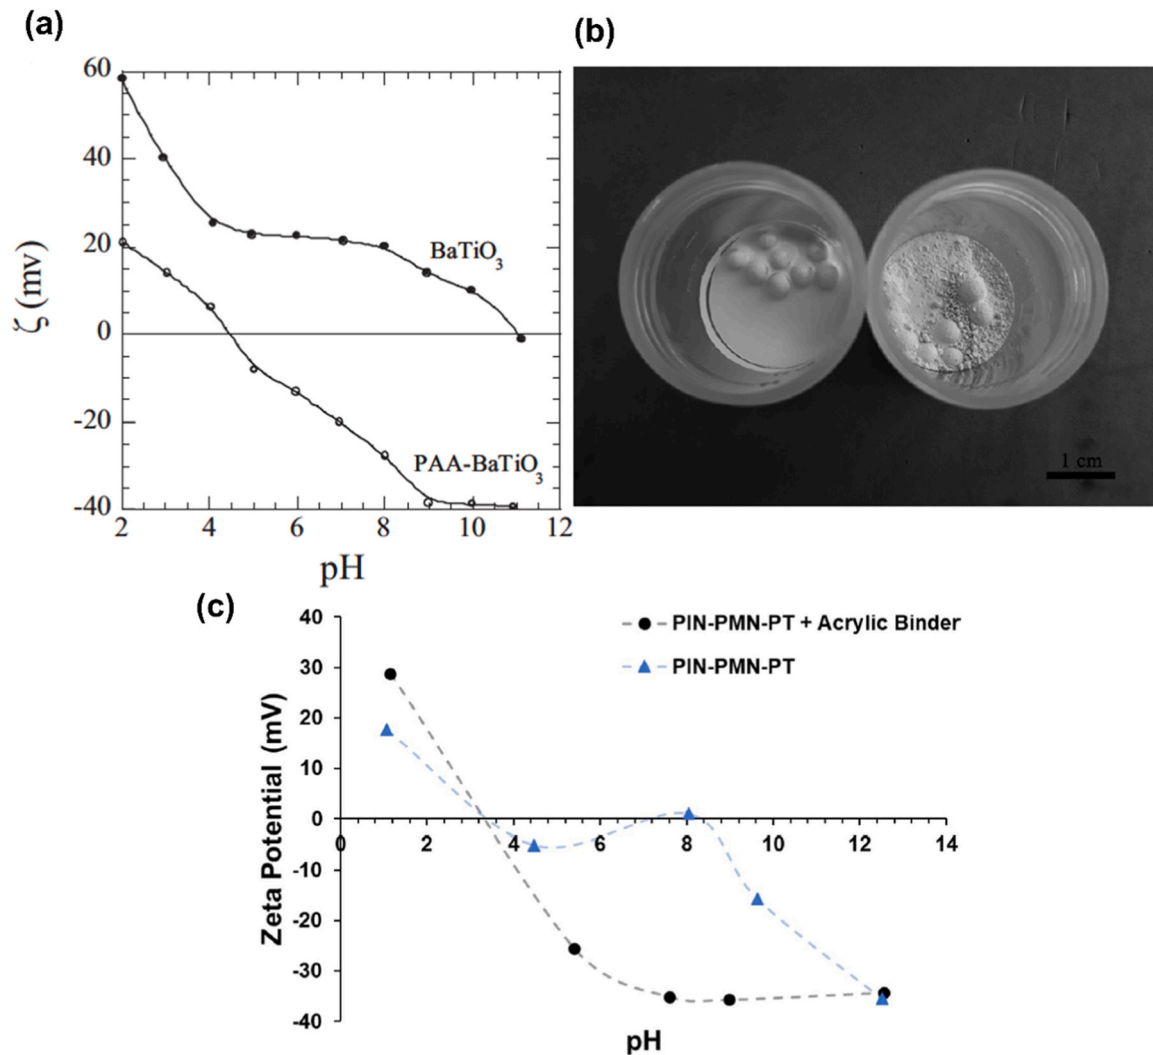 (a)
60
40
20
0
-20
-40
ζ (mv)
BaTiO3
PAA-BaTiO3
2 4 6 8 10 12
pH
(b)
1 cm
(c)
PIN-PMN-PT + Acrylic Binder
PIN-PMN-PT
40
30
20
10
0
-10
-20
-30
-40
Zeta Potential (mV)
0 2 4 6 8 10 12 14
pH